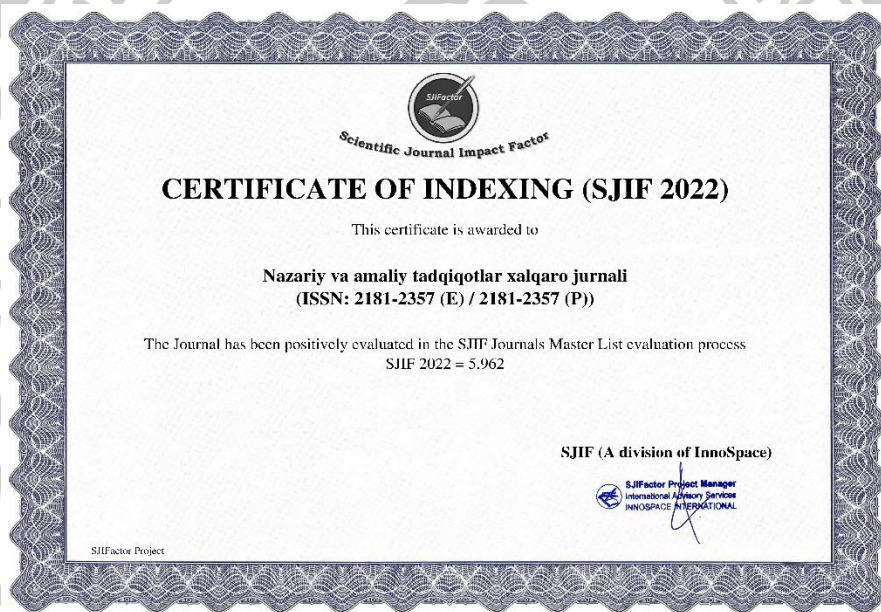 SJIFactor
Scientific Journal Impact Factor
CERTIFICATE OF INDEXING (SJIF 2022)
This certificate is awarded to
Nazariy va amaliy tadqiqotlar xalqaro jurnali
(ISSN: 2181-2357 (E) / 2181-2357 (P))
The Journal has been positively evaluated in the SJIF Journals Master List evaluation process
SJIF 2022 = 5.962
SJIF (A division of InnoSpace)
SJIFactor Project Manager
International Advisory Services
INNOSPACE INTERNATIONAL
SJIFactor Project